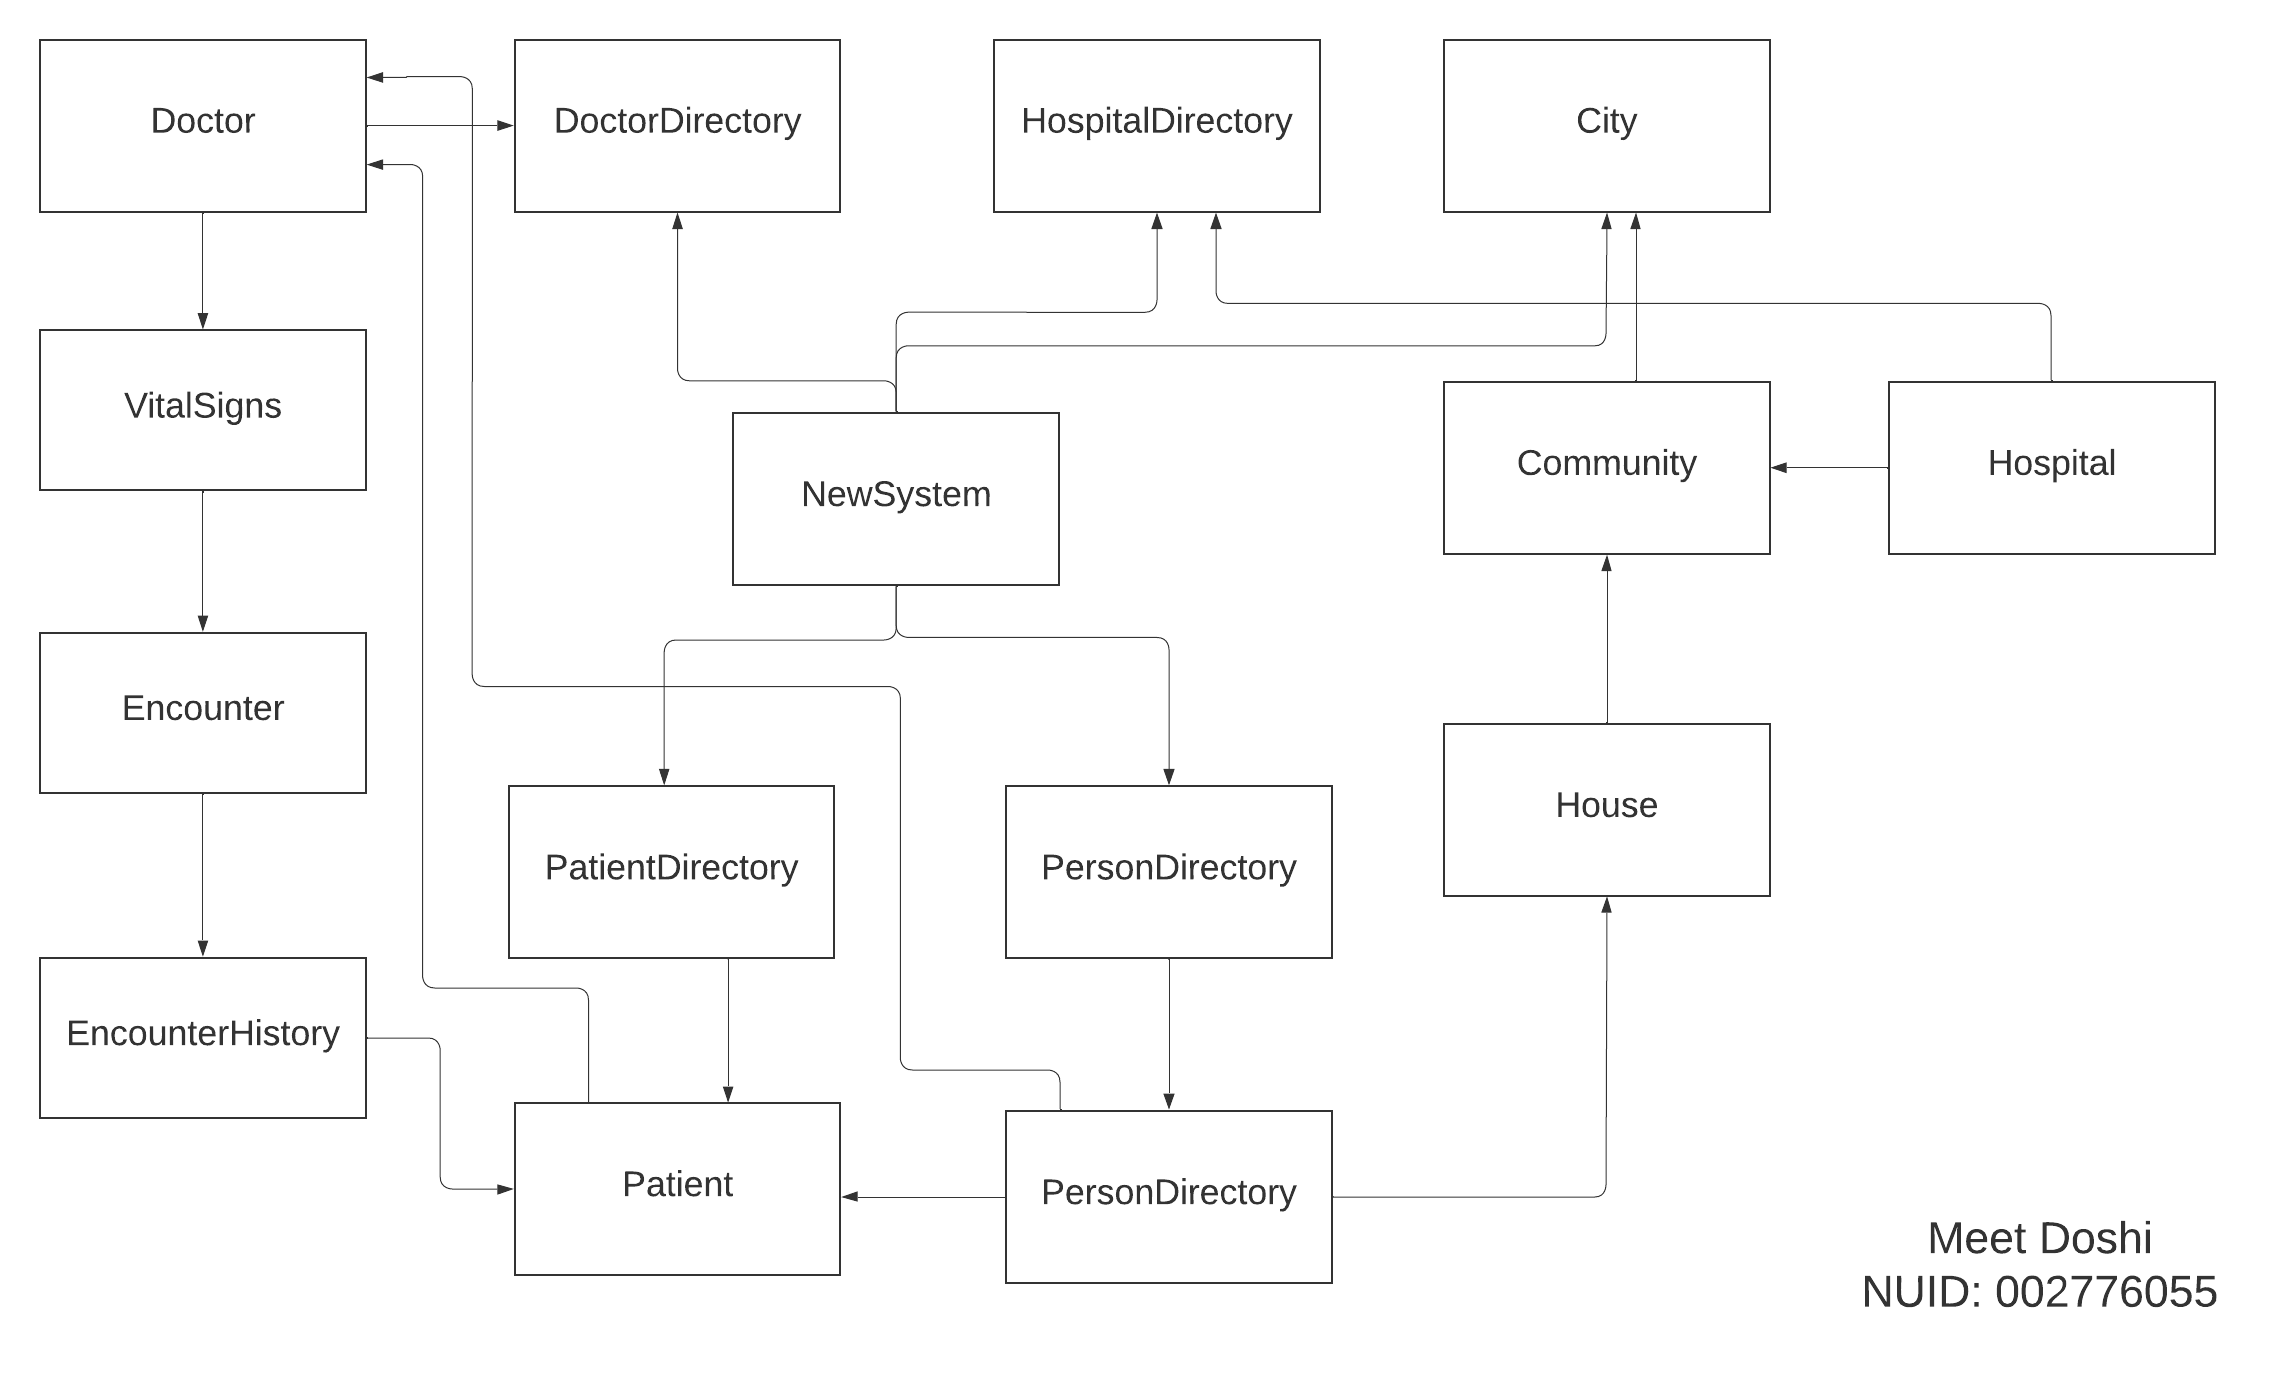 Doctor
DoctorDirectory
HospitalDirectory
City
VitalSigns
NewSystem
Community
Hospital
Encounter
PatientDirectory
PersonDirectory
House
EncounterHistory
Patient
PersonDirectory
Meet Doshi
NUID: 002776055